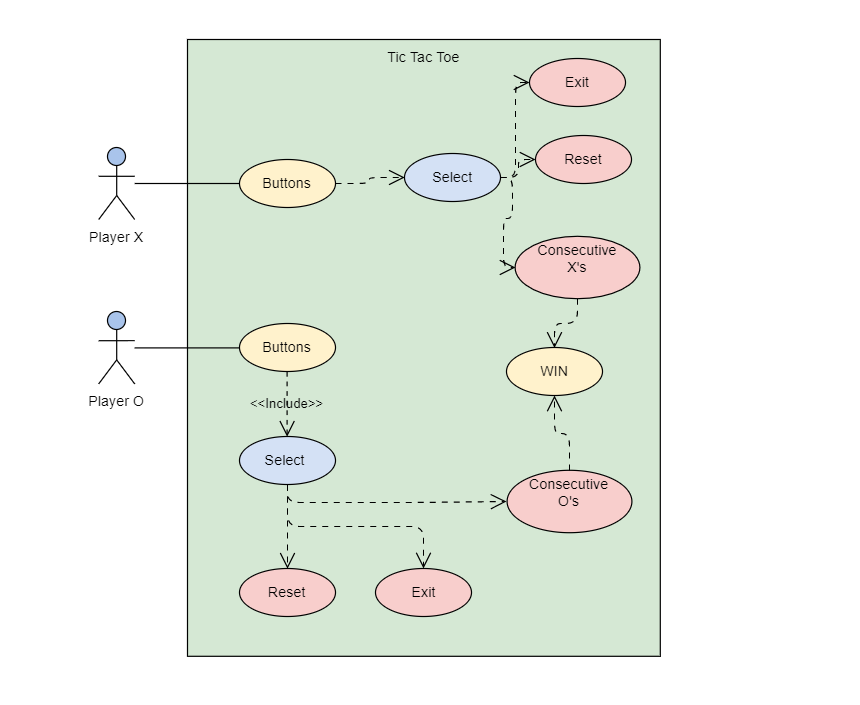 Tic Tac Toe
Exit
Reset
Buttons
Select
Player X
Consecutive
X's
Buttons
WIN
Player O
<<Include>>
Select
Consecutive
O's
Reset
Exit